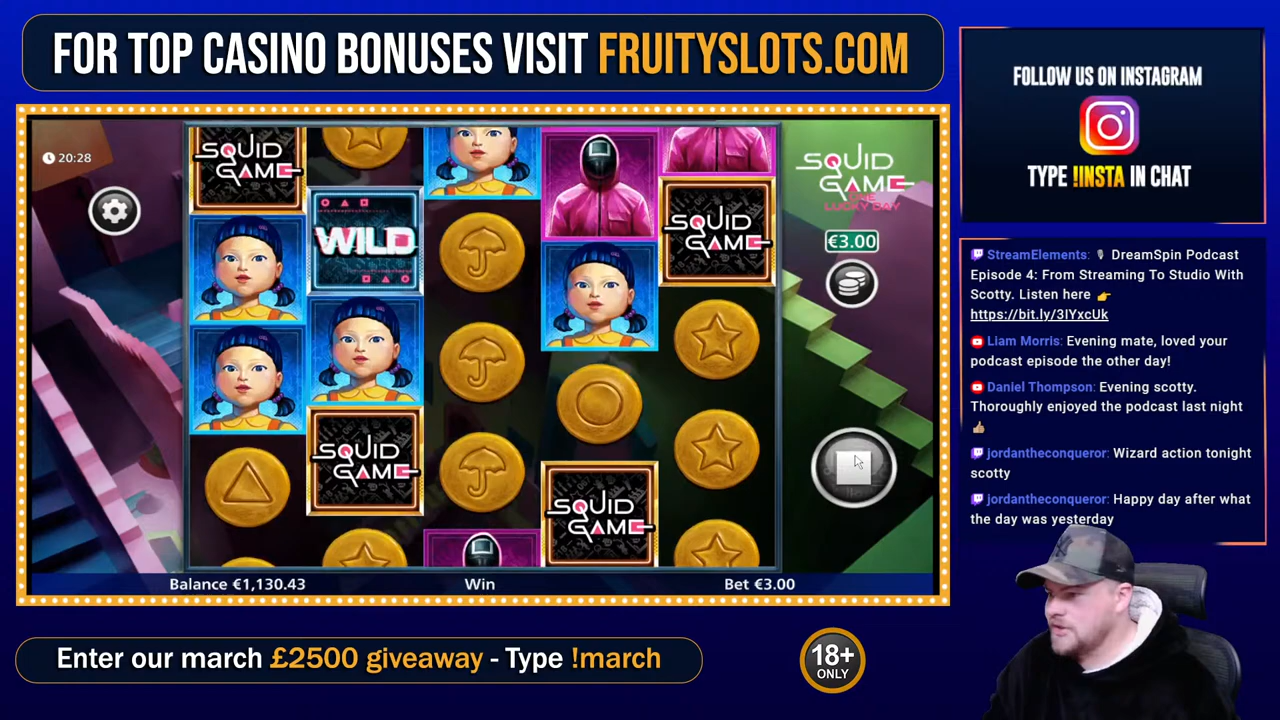 FOR TOP CASINO BONUSES VISIT FRUITYSLOTS.COM
20:28
SQUID
GAME
WILD
SQUID
GAME
SQUID
GAME
SQUID
GAME
SQUID
GAME
ONE
LUCKY DAY
€3.00
Balance €1,130.43
Win
Bet €3.00
FOLLOW US ON INSTAGRAM
TYPE !INSTA IN CHAT
StreamElements: DreamSpin Podcast
Episode 4: From Streaming To Studio With
Scotty. Listen here
https://bit.ly/3IYxcUk
Liam Morris: Evening mate, loved your
podcast episode the other day!
Daniel Thompson: Evening scotty.
Thoroughly enjoyed the podcast last night
jordantheconqueror: Wizard action tonight
scotty
jordantheconqueror: Happy day after what
the day was yesterday
Enter our march £2500 giveaway - Type !march
18+
ONLY